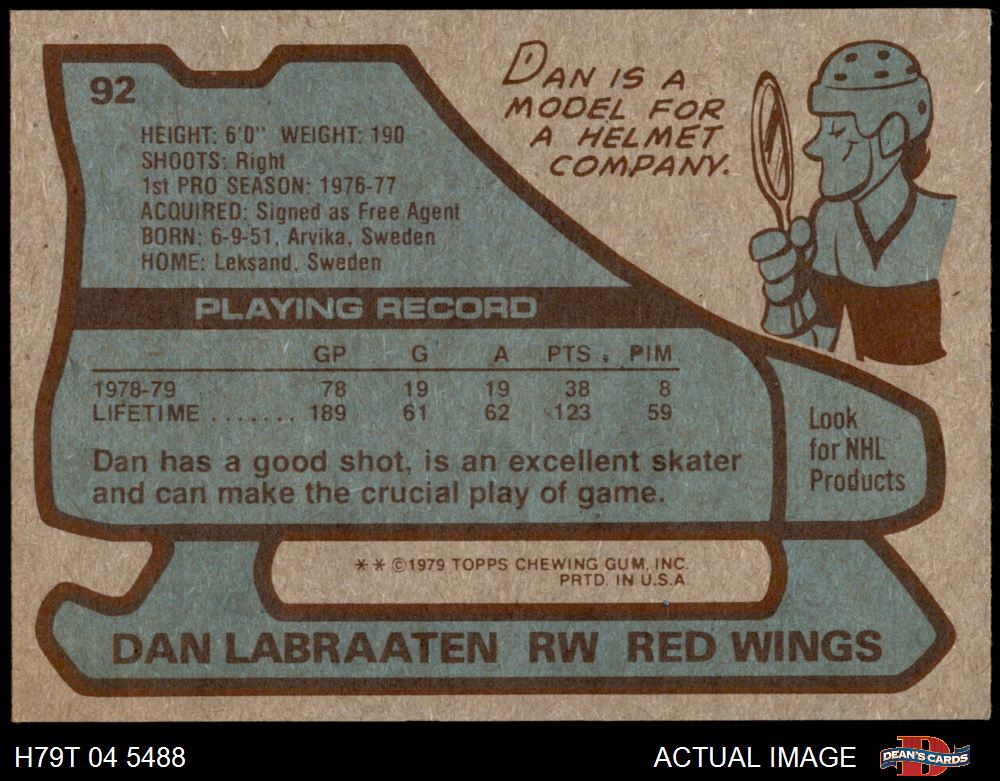 92
HEIGHT: 6'0" WEIGHT: 190
SHOOTS: Right
1st PRO SEASON: 1976-77
ACQUIRED: Signed as Free Agent
BORN: 6-9-51, Arvika, Sweden
HOME: Leksand, Sweden
DAN IS A
MODEL FOR
A HELMET
COMPANY.
PLAYING RECORD
GP G A PTS. PIM
1978-79 78 19 19 38 8
LIFETIME ....... 189 61 62 123 59
Dan has a good shot, is an excellent skater
and can make the crucial play of game.
Look
for NHL
Products
** ©1979 TOPPS CHEWING GUM, INC.
PRTD. IN U.S.A.
DAN LABRAATEN RW RED WINGS
H79T 04 5488
ACTUAL IMAGE
DEAN'S CARDS